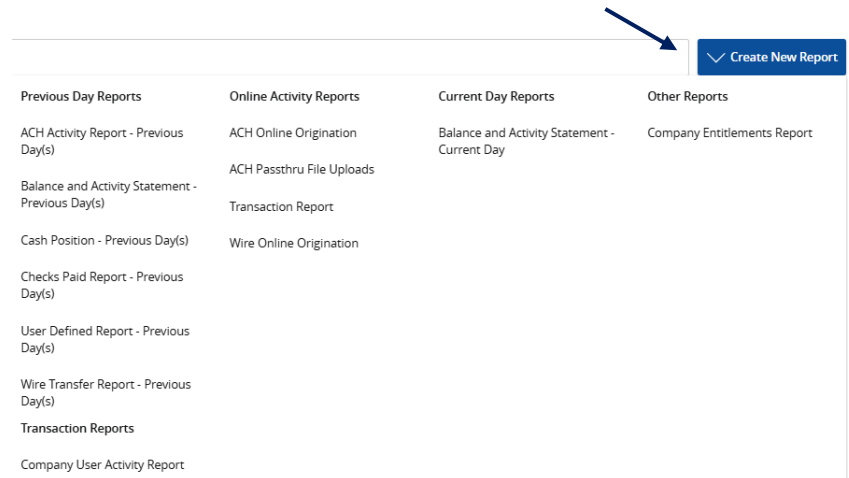 Create New Report
Previous Day Reports
ACH Activity Report - Previous
Day(s)
Balance and Activity Statement -
Previous Day(s)
Cash Position - Previous Day(s)
Checks Paid Report - Previous
Day(s)
User Defined Report - Previous
Day(s)
Wire Transfer Report - Previous
Day(s)
Transaction Reports
Company User Activity Report
Online Activity Reports
ACH Online Origination
ACH Passthru File Uploads
Transaction Report
Wire Online Origination
Current Day Reports
Balance and Activity Statement -
Current Day
Other Reports
Company Entitlements Report